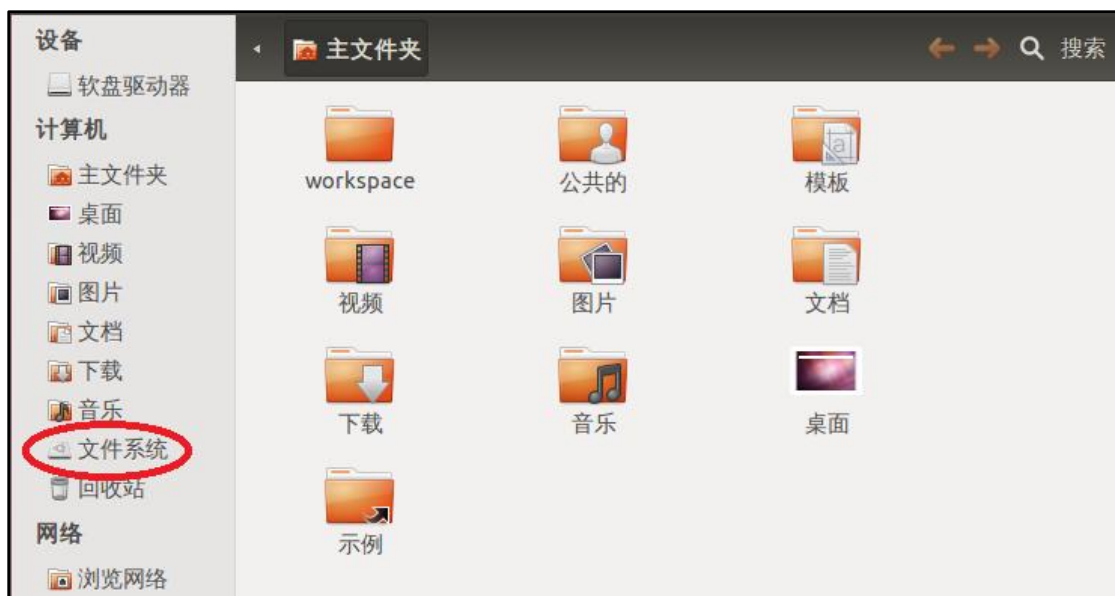 设备
软盘驱动器
计算机
主文件夹
桌面
视频
图片
文档
下载
音乐
文件系统
回收站
网络
浏览网络
主文件夹
搜索
workspace
公共的
模板
视频
图片
文档
下载
音乐
桌面
示例